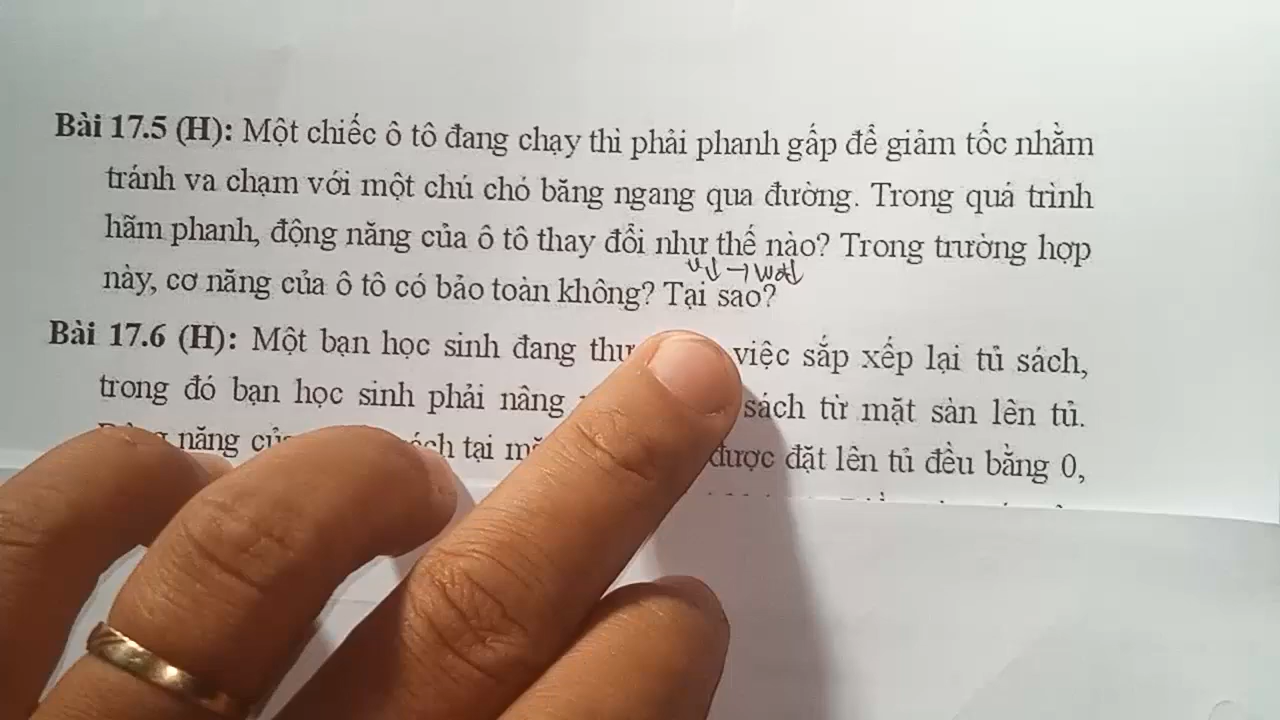 Bài 17.5 (H): Một chiếc ô tô đang chạy thì phải phanh gấp để giảm tốc nhằm
tránh va chạm với một chú chó băng ngang qua đường. Trong quá trình
hãm phanh, động năng của ô tô thay đổi như thế nào? Trong trường hợp
v↓ → Wđ↓
này, cơ năng của ô tô có bảo toàn không? Tại sao?
Bài 17.6 (H): Một bạn học sinh đang việc sắp xếp lại tủ sách,
trong đó bạn học sinh phải nâng sách từ mặt sàn lên tủ.
năng tại được đặt lên tủ đều bằng 0,